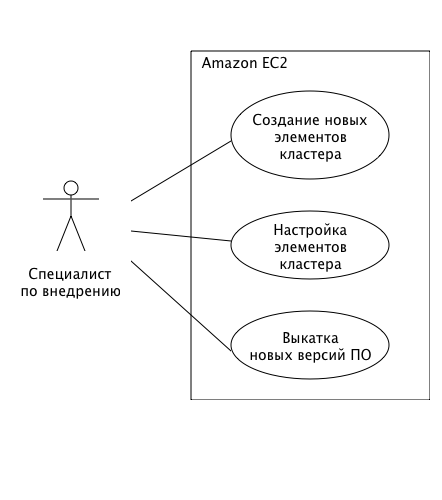 Amazon EC2
Создание новых
элементов
кластера
Настройка
элементов
кластера
Специалист
по внедрению
Выкатка
новых версий ПО